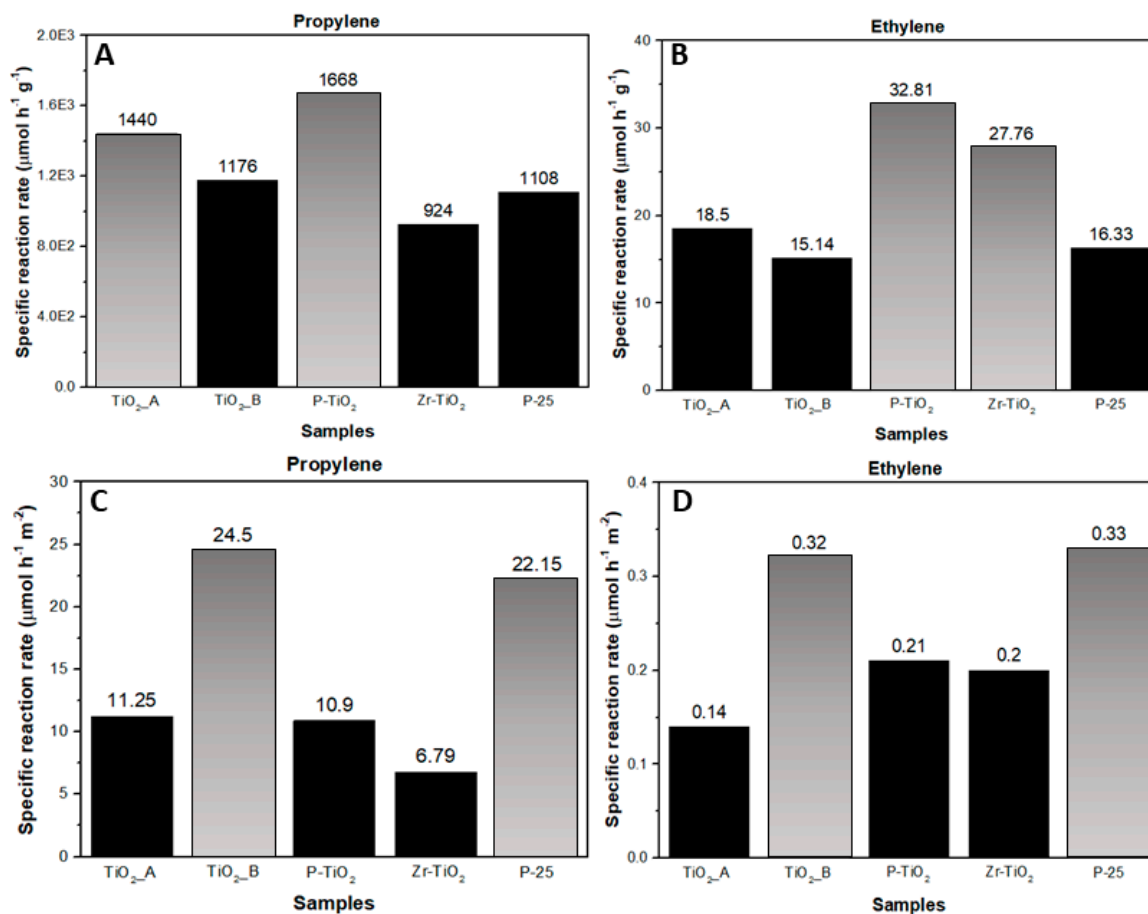 Propylene
A
Specific reaction rate (μmol h⁻¹ g⁻¹)
2.0E3
1.6E3
1.2E3
8.0E2
4.0E2
0.0
1440
1176
1668
924
1108
TiO₂_A TiO₂_B P-TiO₂ Zr-TiO₂ P-25
Samples
Ethylene
B
Specific reaction rate (μmol h⁻¹ g⁻¹)
40
30
20
10
0
18.5
15.14
32.81
27.76
16.33
TiO₂_A TiO₂_B P-TiO₂ Zr-TiO₂ P-25
Samples
Propylene
C
Specific reaction rate (μmol h⁻¹ m⁻²)
30
25
20
15
10
5
0
11.25
24.5
10.9
6.79
22.15
TiO₂_A TiO₂_B P-TiO₂ Zr-TiO₂ P-25
Samples
Ethylene
D
Specific reaction rate (μmol h⁻¹ m⁻²)
0.4
0.3
0.2
0.1
0.0
0.14
0.32
0.21
0.2
0.33
TiO₂_A TiO₂_B P-TiO₂ Zr-TiO₂ P-25
Samples